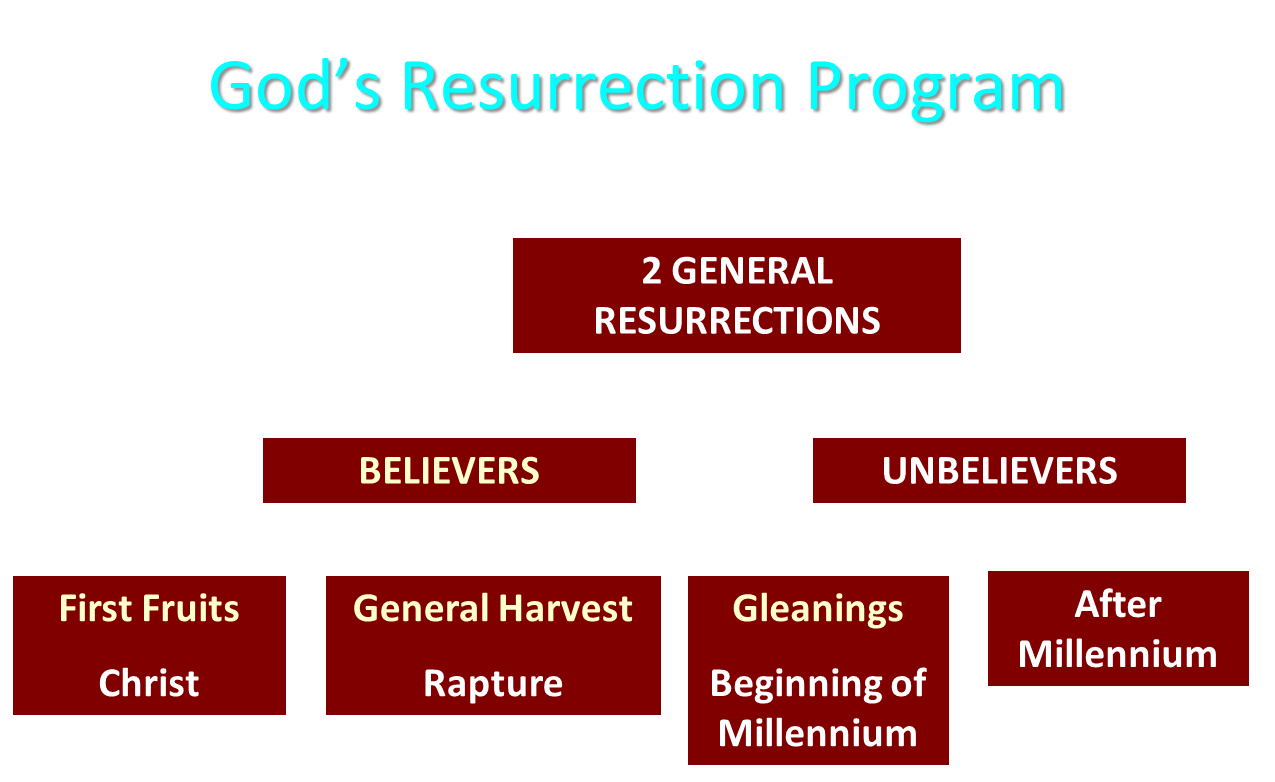 God’s Resurrection Program
2 GENERAL
RESURRECTIONS
BELIEVERS
UNBELIEVERS
First Fruits
Christ
General Harvest
Rapture
Gleanings
Beginning of
Millennium
After
Millennium